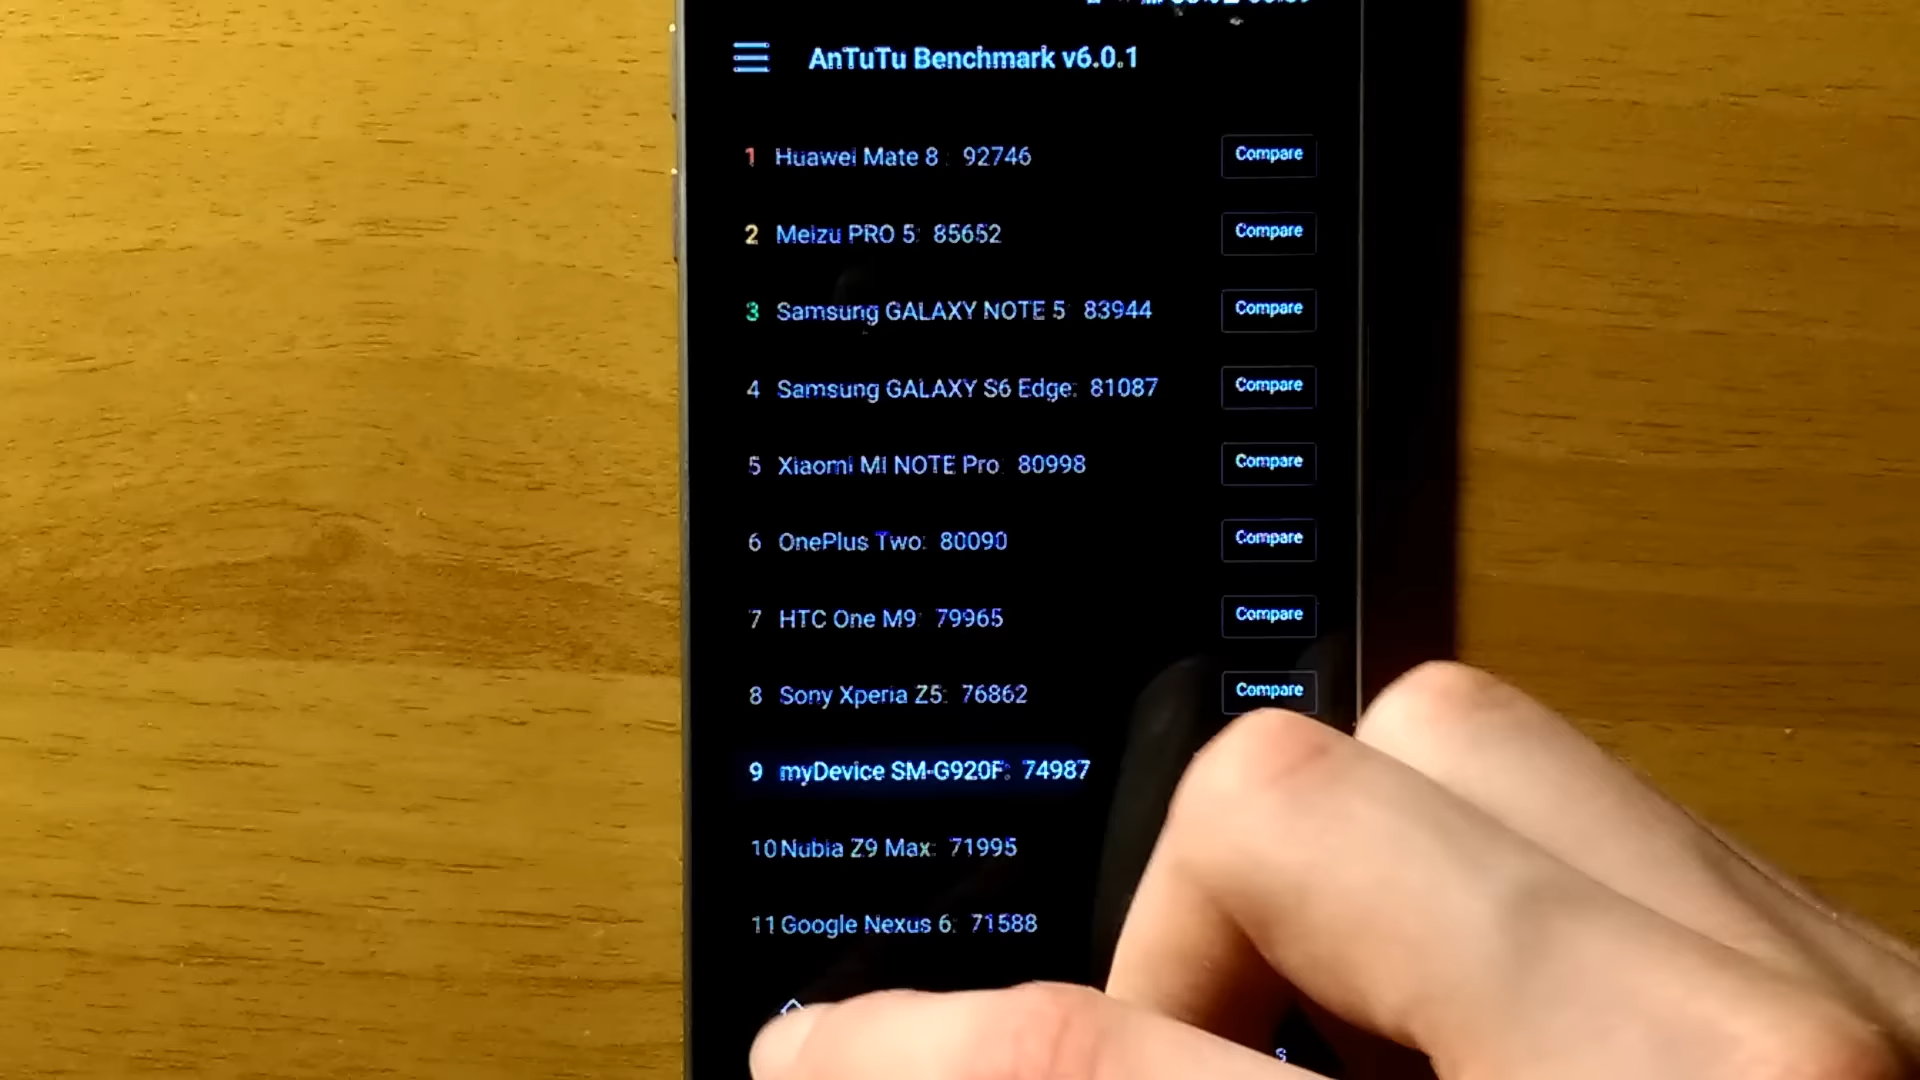 AnTuTu Benchmark v6.0.1
1 Huawei Mate 8 : 92746 Compare
2 Meizu PRO 5: 85652 Compare
3 Samsung GALAXY NOTE 5: 83944 Compare
4 Samsung GALAXY S6 Edge: 81087 Compare
5 Xiaomi MI NOTE Pro: 80998 Compare
6 OnePlus Two: 80090 Compare
7 HTC One M9: 79965 Compare
8 Sony Xperia Z5: 76862 Compare
9 myDevice SM-G920F: 74987
10 Nubia Z9 Max: 71995
11 Google Nexus 6: 71588